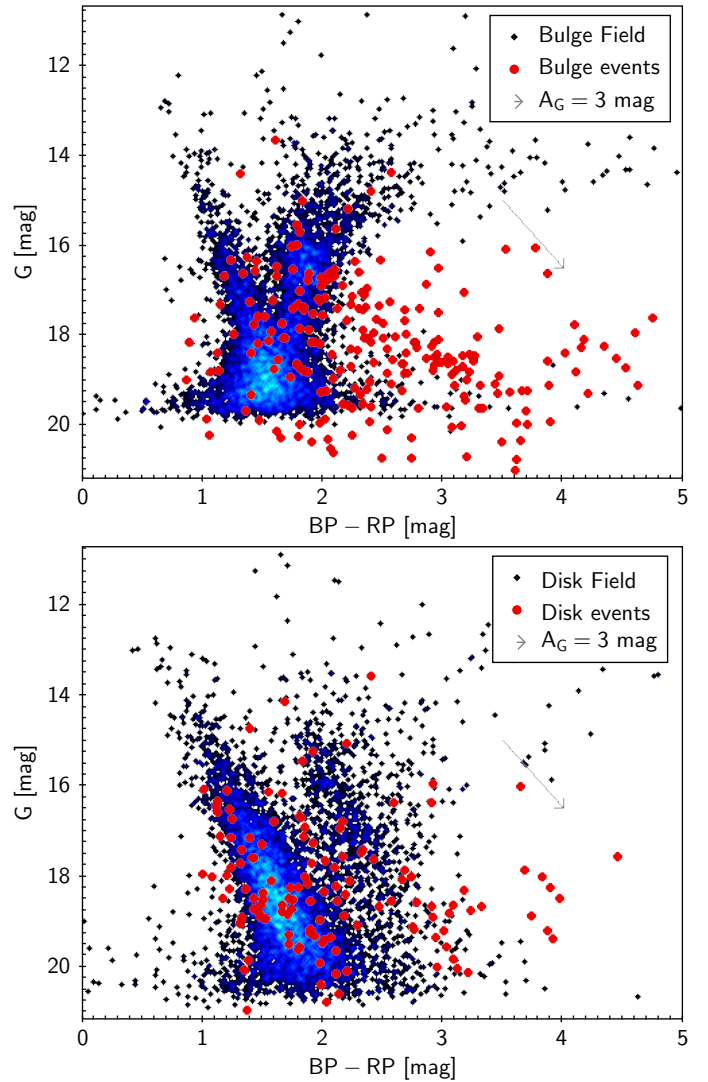 12
14
16
18
20
G [mag]
Bulge Field
Bulge events
A_G = 3 mag
0 1 2 3 4 5
BP − RP [mag]
12
14
16
18
20
G [mag]
Disk Field
Disk events
A_G = 3 mag
0 1 2 3 4 5
BP − RP [mag]